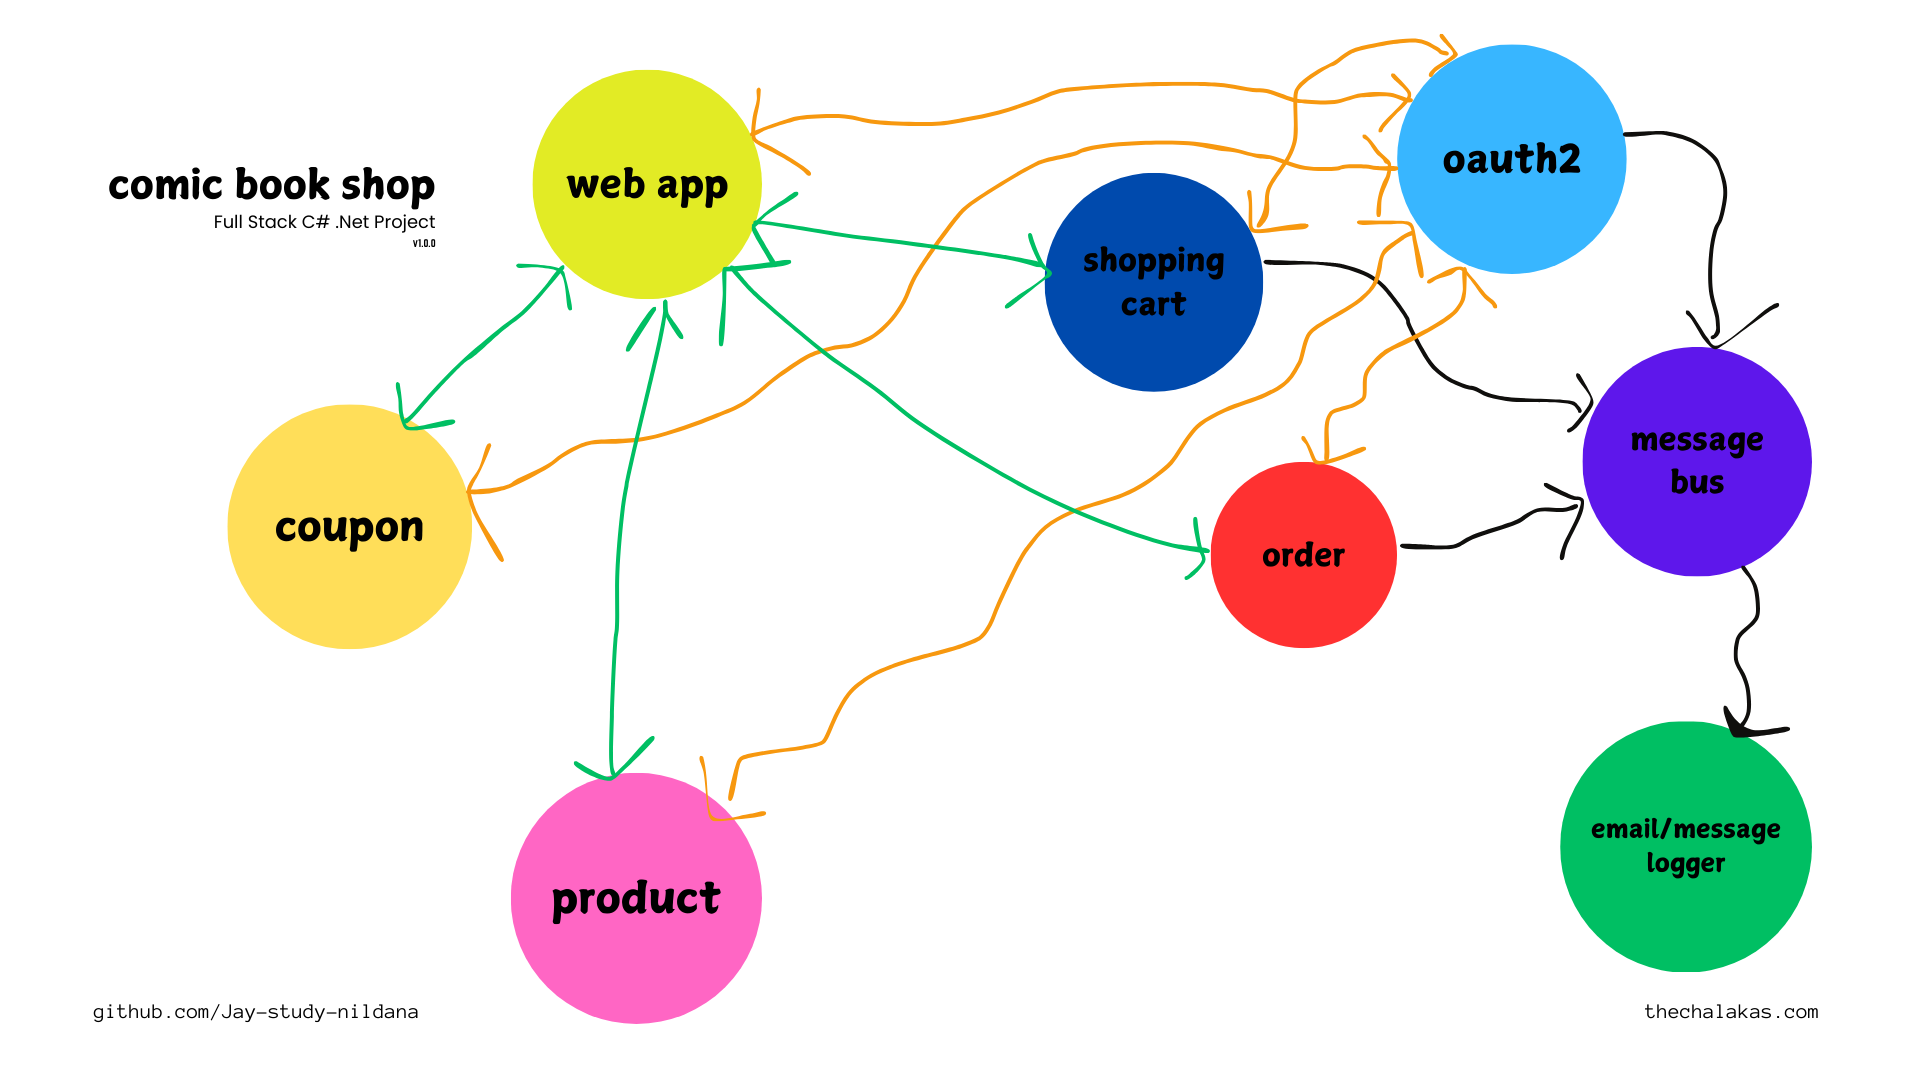 comic book shop
Full Stack C# .Net Project
v1.0.0
web app
oauth2
shopping
cart
message
bus
coupon
order
email/message
logger
product
github.com/Jay-study-nildana
thechalakas.com